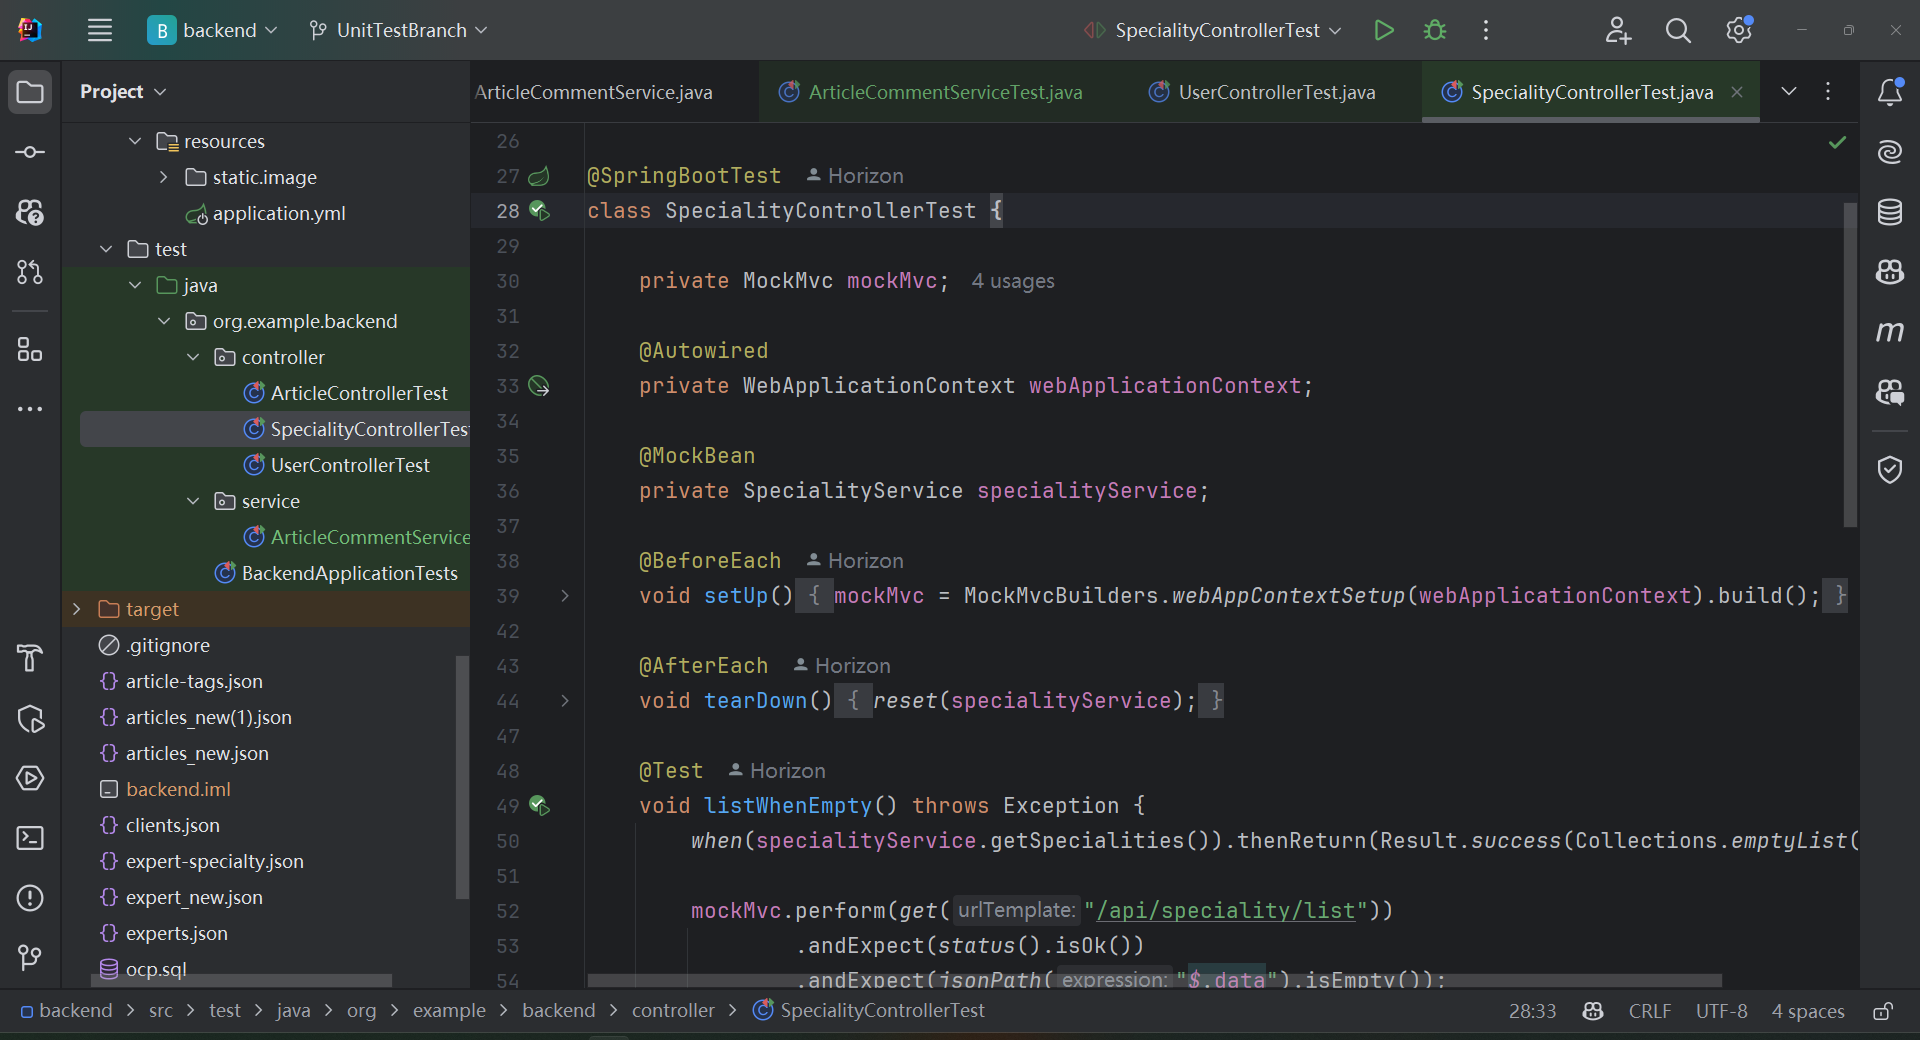 B backend UnitTestBranch SpecialityControllerTest
Project
ArticleCommentService.java ArticleCommentServiceTest.java UserControllerTest.java SpecialityControllerTest.java
resources
static.image
application.yml
test
java
org.example.backend
controller
ArticleControllerTest
SpecialityControllerTes
UserControllerTest
service
ArticleCommentService
BackendApplicationTests
target
.gitignore
article-tags.json
articles_new(1).json
articles_new.json
backend.iml
clients.json
expert-specialty.json
expert_new.json
experts.json
ocp.sql
26
27 @SpringBootTest Horizon
28 class SpecialityControllerTest {
29
30 private MockMvc mockMvc; 4 usages
31
32 @Autowired
33 private WebApplicationContext webApplicationContext;
34
35 @MockBean
36 private SpecialityService specialityService;
37
38 @BeforeEach Horizon
39 void setUp() { mockMvc = MockMvcBuilders.webAppContextSetup(webApplicationContext).build(); }
42
43 @AfterEach Horizon
44 void tearDown() { reset(specialityService); }
47
48 @Test Horizon
49 void listWhenEmpty() throws Exception {
50 when(specialityService.getSpecialities()).thenReturn(Result.success(Collections.emptyList(
51
52 mockMvc.perform(get( urlTemplate: "/api/speciality/list"))
53 .andExpect(status().isOk())
54 .andExpect(jsonPath( expression: "$.data").isEmpty());
backend > src > test > java > org > example > backend > controller > SpecialityControllerTest 28:33 CRLF UTF-8 4 spaces